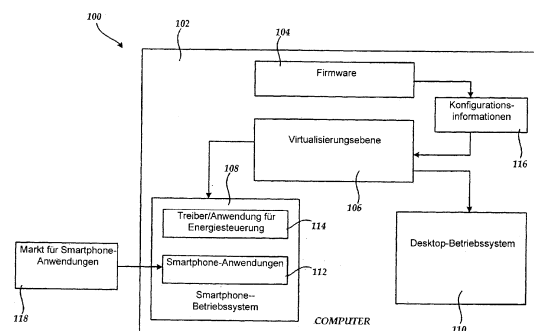 100
102
104
Firmware
Konfigurations-
informationen
116
Virtualisierungsebene
106
108
Treiber/Anwendung für
Energiesteuerung
114
Desktop-Betriebssystem
110
Markt für Smartphone-
Anwendungen
118
Smartphone-Anwendungen
112
Smartphone--
Betriebssystem
COMPUTER